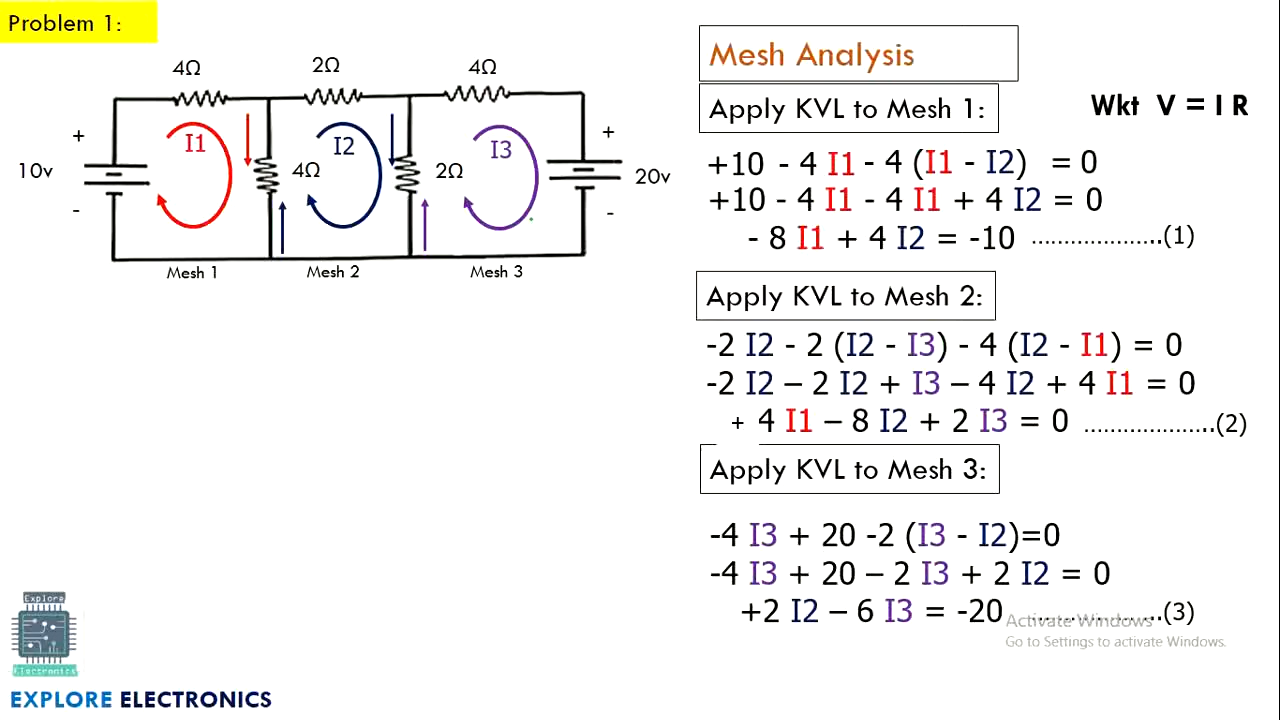 Problem 1:
4Ω 2Ω 4Ω
+ I1 I2 I3 +
10v 4Ω 2Ω 20v
- -
Mesh 1 Mesh 2 Mesh 3
Mesh Analysis
Apply KVL to Mesh 1:
Wkt V = I R
+10 - 4 I1 - 4 (I1 - I2) = 0
+10 - 4 I1 - 4 I1 + 4 I2 = 0
- 8 I1 + 4 I2 = -10 ....................(1)
Apply KVL to Mesh 2:
-2 I2 - 2 (I2 - I3) - 4 (I2 - I1) = 0
-2 I2 – 2 I2 + I3 – 4 I2 + 4 I1 = 0
+ 4 I1 – 8 I2 + 2 I3 = 0 ....................(2)
Apply KVL to Mesh 3:
-4 I3 + 20 -2 (I3 - I2)=0
-4 I3 + 20 – 2 I3 + 2 I2 = 0
+2 I2 – 6 I3 = -20 ....................(3)
Activate Windows
Go to Settings to activate Windows.
Explore
Electronics
EXPLORE ELECTRONICS